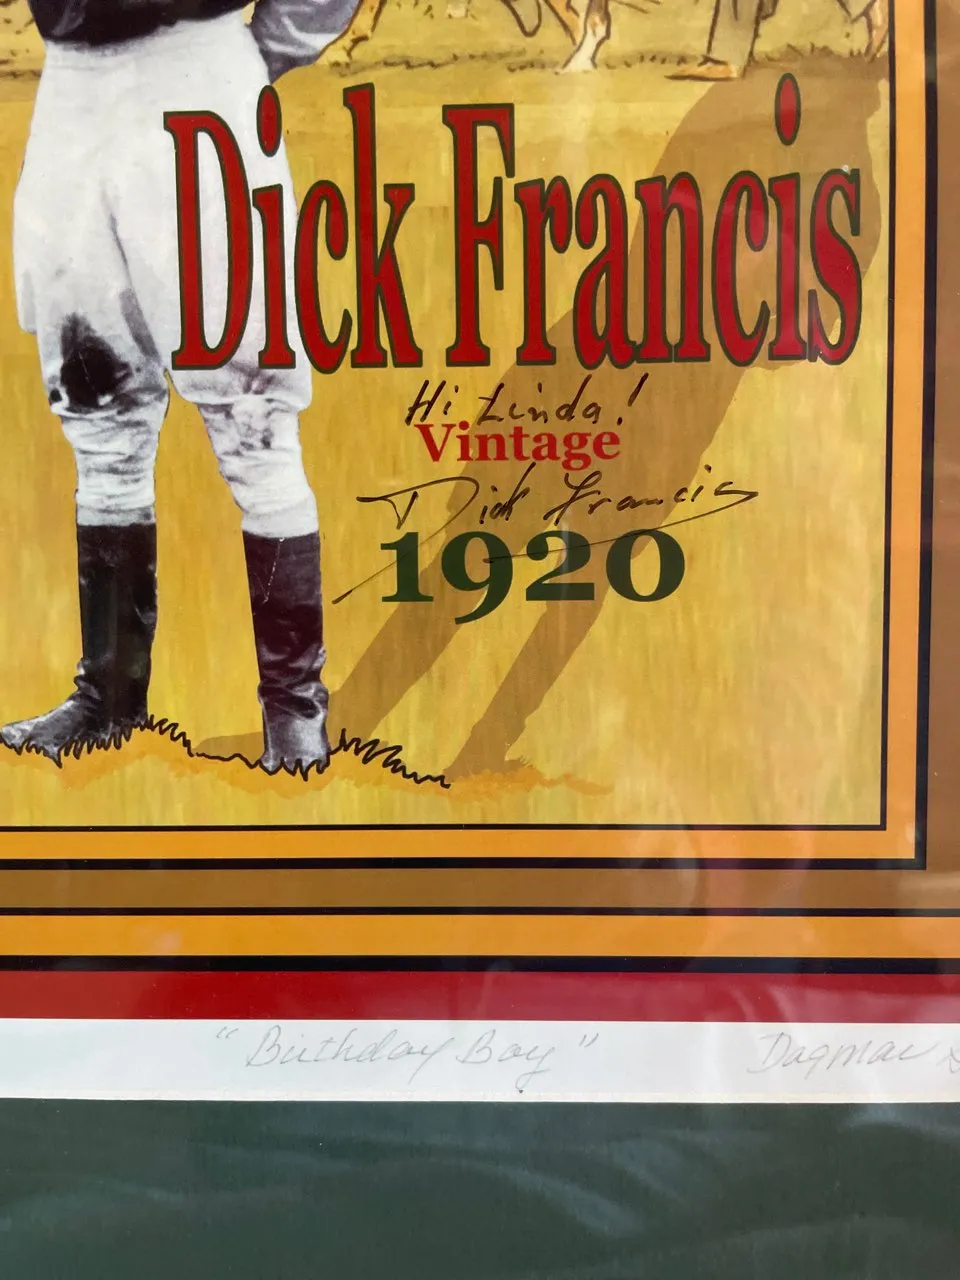 Dick Francis
Hi Linda!
Vintage
Dick Francis
1920
"Birthday Boy" Dagmar